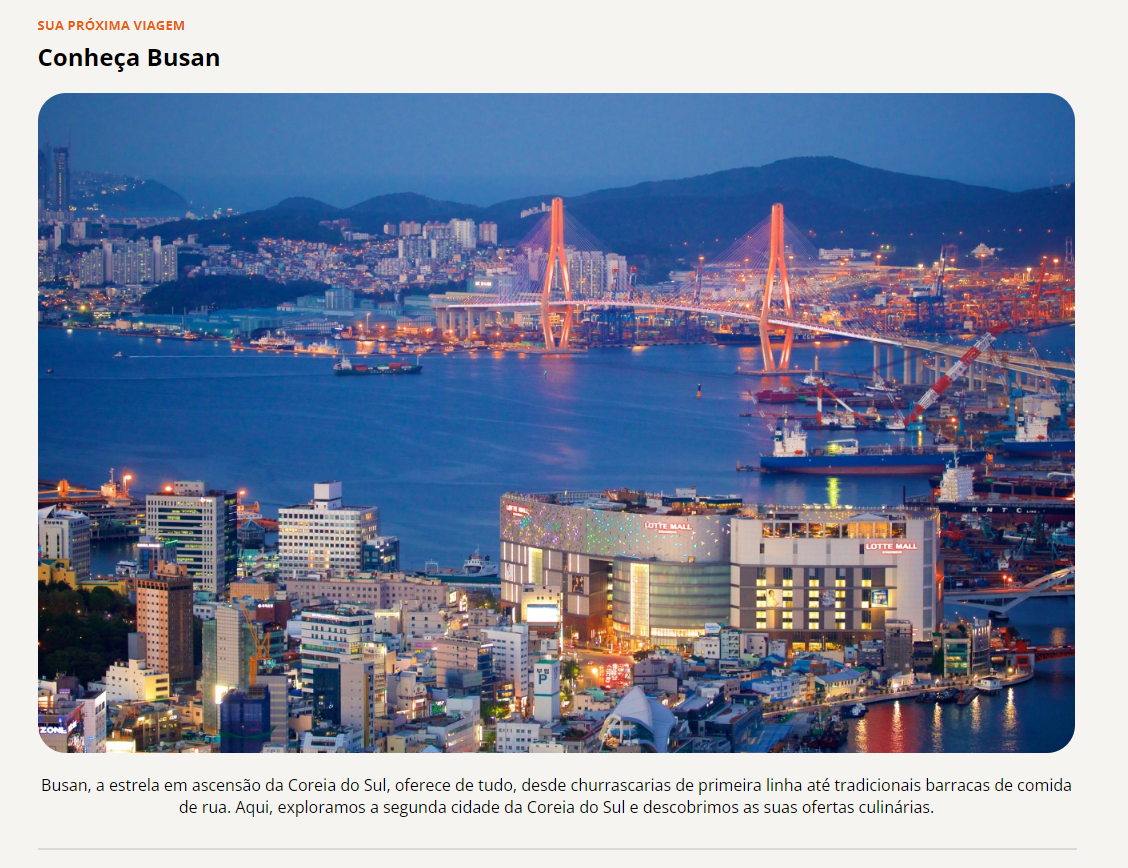 SUA PRÓXIMA VIAGEM
Conheça Busan
LOTTE MALL
LOTTE MALL
K M T C
P
ZONE
Busan, a estrela em ascensão da Coreia do Sul, oferece de tudo, desde churrascarias de primeira linha até tradicionais barracas de comida
de rua. Aqui, exploramos a segunda cidade da Coreia do Sul e descobrimos as suas ofertas culinárias.